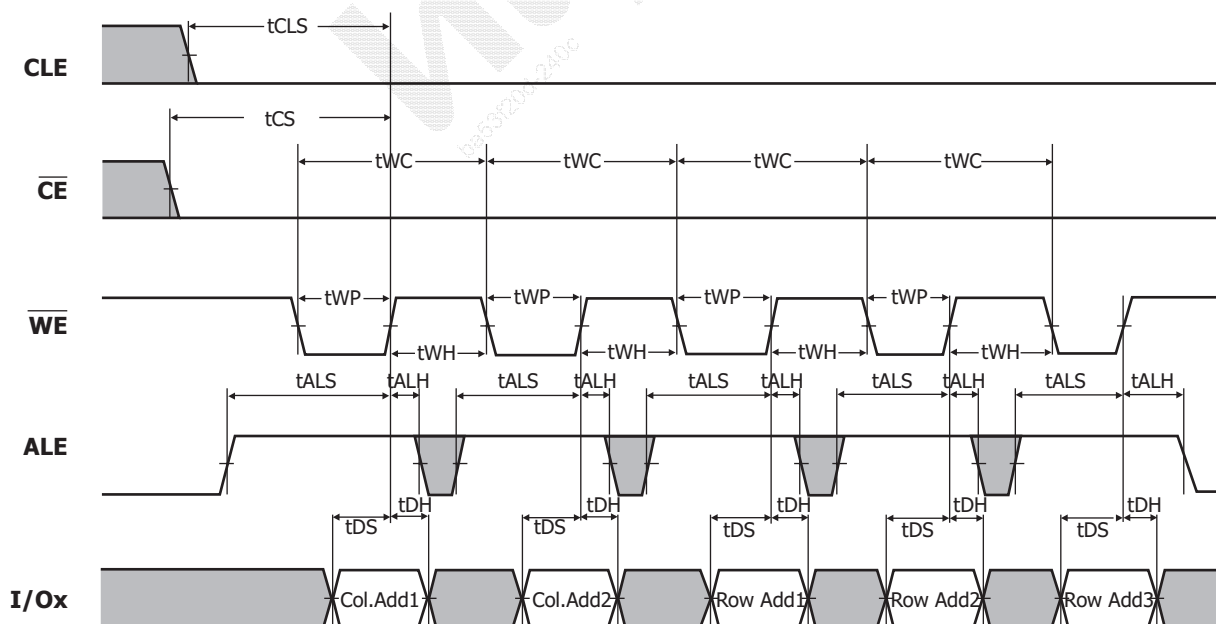 tCLS
CLE
tCS
tWC tWC tWC tWC
CE
tWP tWP tWP tWP
WE
tWH tWH tWH tWH
tALS tALH tALS tALH tALS tALH tALS tALH tALS tALH
ALE
tDH tDH tDH tDH tDH
tDS tDS tDS tDS tDS
I/Ox Col.Add1 Col.Add2 Row Add1 Row Add2 Row Add3
ba53f20d-240c